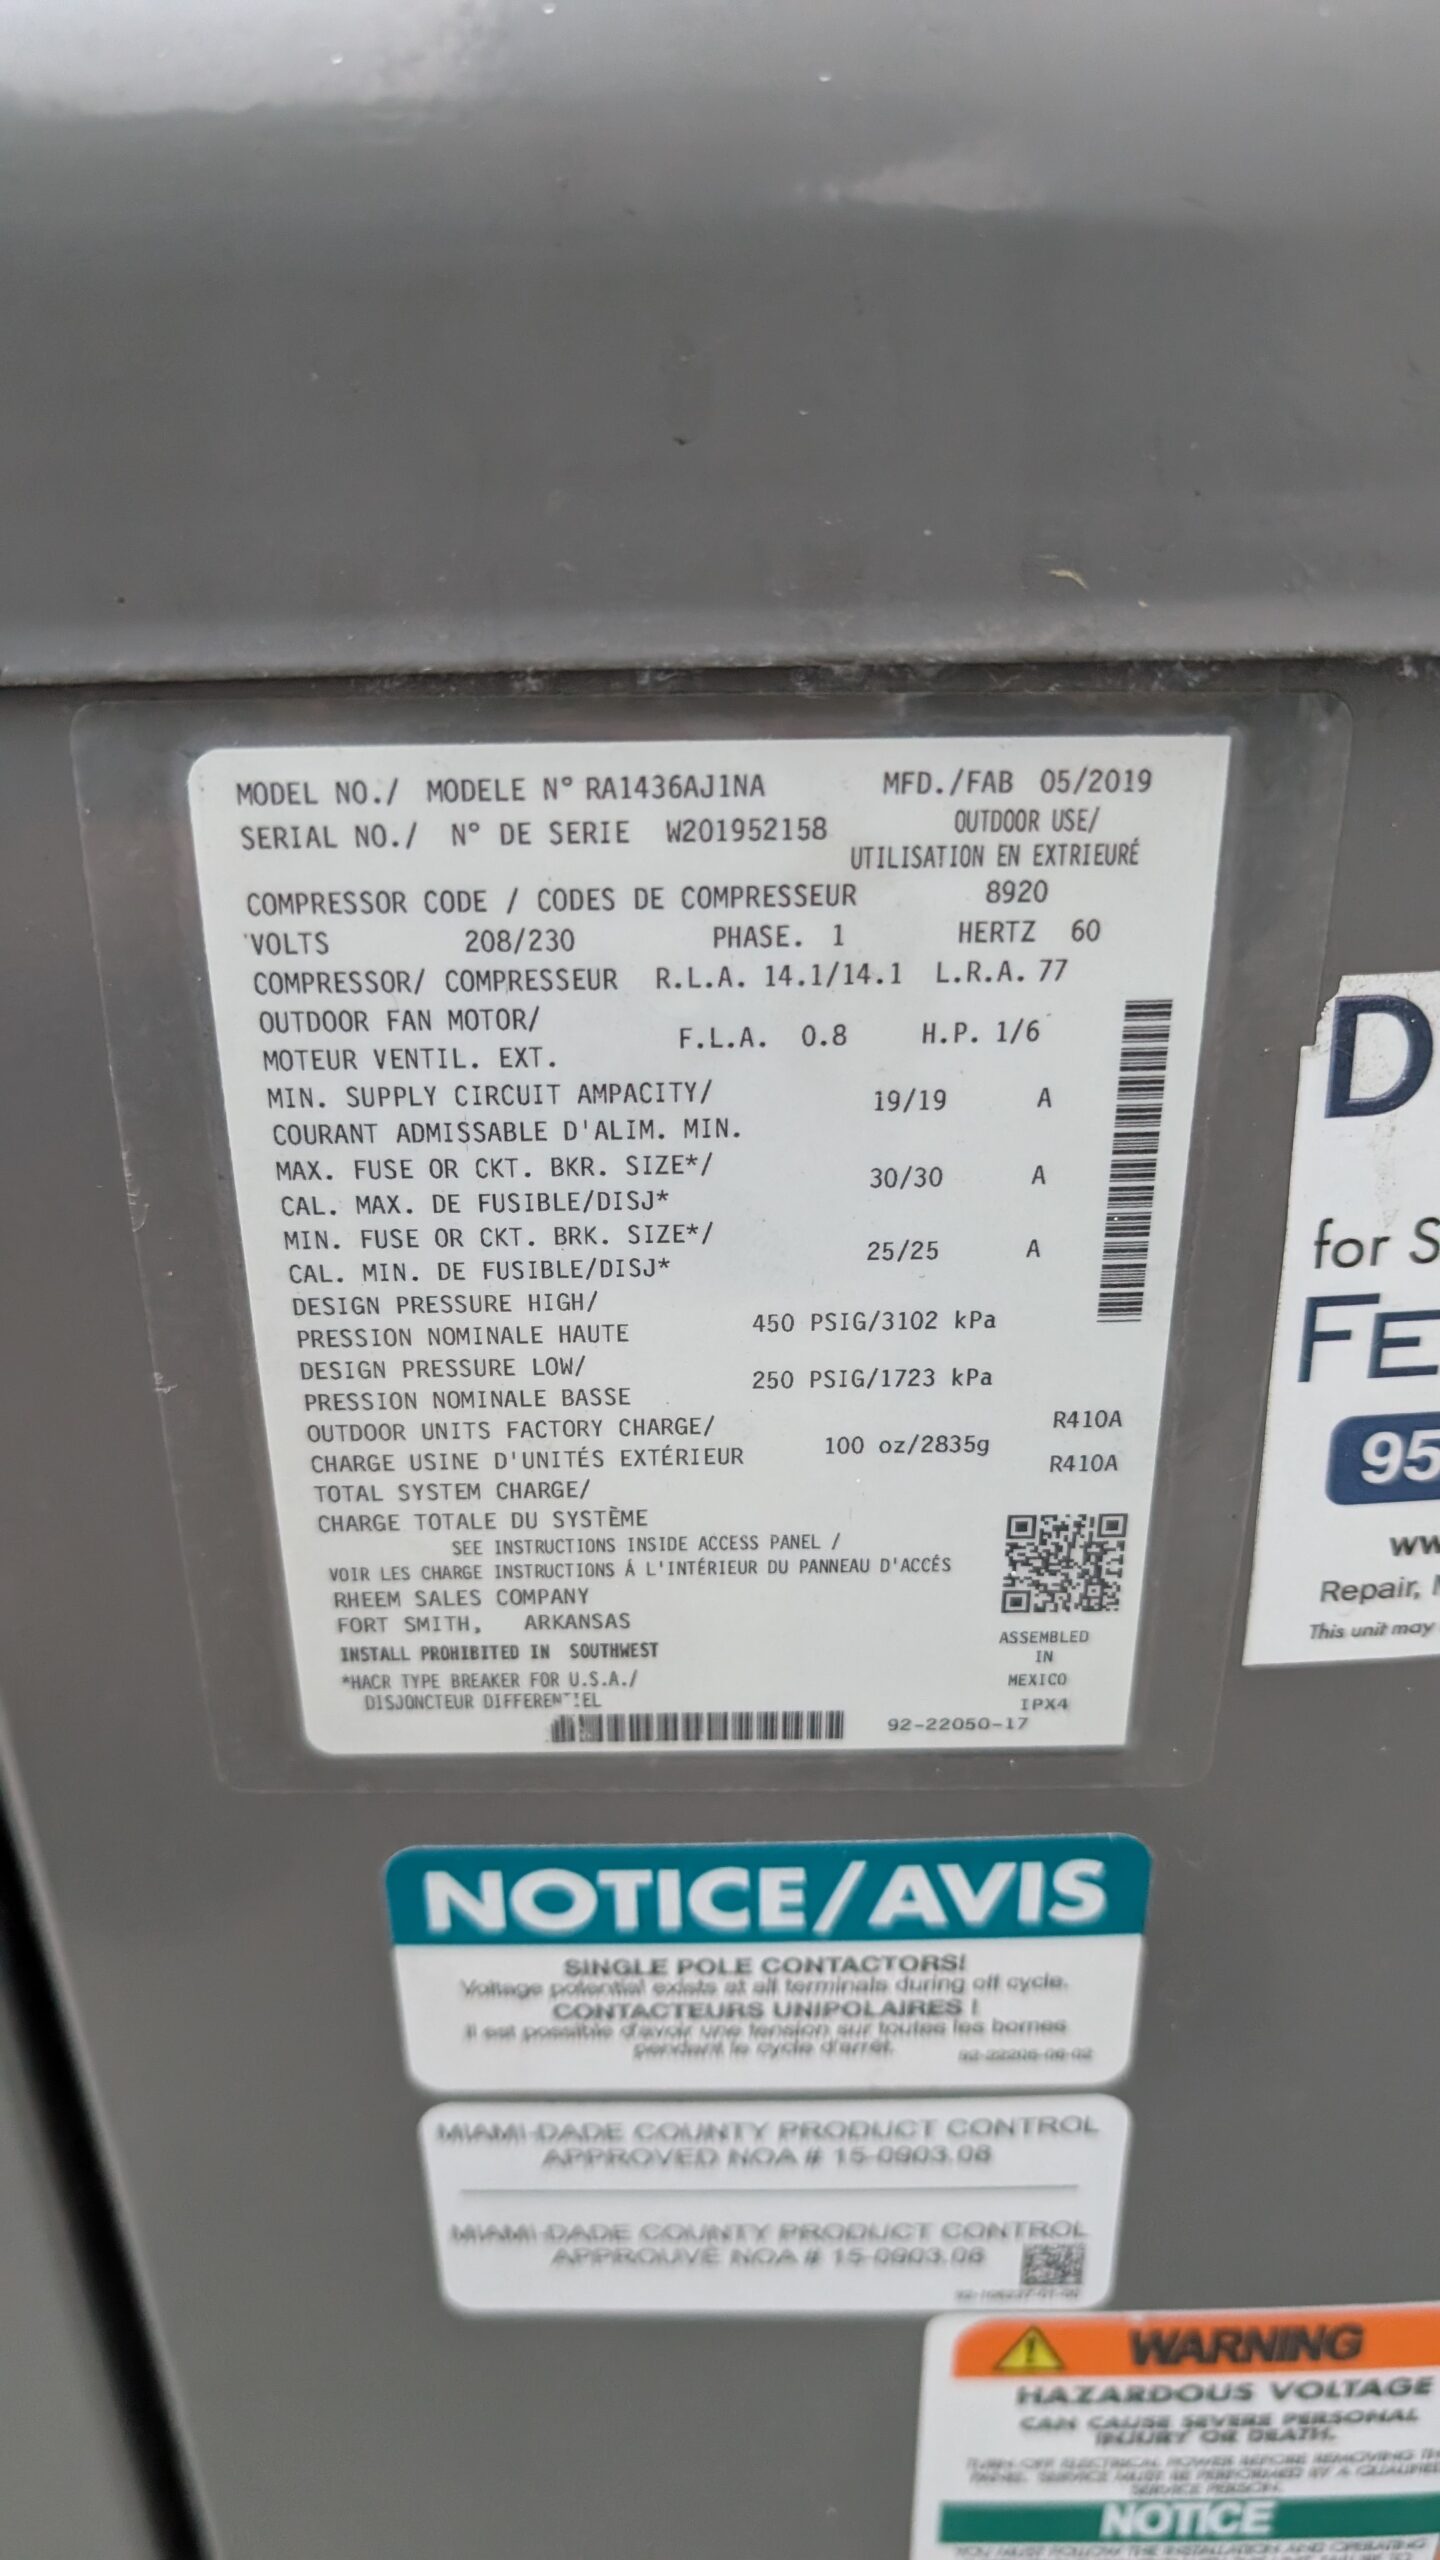 MODEL NO./ MODELE N° RA1436AJ1NA MFD./FAB 05/2019
SERIAL NO./ N° DE SERIE W201952158 OUTDOOR USE/
UTILISATION EN EXTRIEURÉ
COMPRESSOR CODE / CODES DE COMPRESSEUR 8920
VOLTS 208/230 PHASE. 1 HERTZ 60
COMPRESSOR/ COMPRESSEUR R.L.A. 14.1/14.1 L.R.A. 77
OUTDOOR FAN MOTOR/
MOTEUR VENTIL. EXT. F.L.A. 0.8 H.P. 1/6
MIN. SUPPLY CIRCUIT AMPACITY/ 19/19 A
COURANT ADMISSABLE D'ALIM. MIN.
MAX. FUSE OR CKT. BKR. SIZE*/ 30/30 A
CAL. MAX. DE FUSIBLE/DISJ*
MIN. FUSE OR CKT. BRK. SIZE*/ 25/25 A
CAL. MIN. DE FUSIBLE/DISJ*
DESIGN PRESSURE HIGH/
PRESSION NOMINALE HAUTE 450 PSIG/3102 kPa
DESIGN PRESSURE LOW/
PRESSION NOMINALE BASSE 250 PSIG/1723 kPa
OUTDOOR UNITS FACTORY CHARGE/ R410A
CHARGE USINE D'UNITÉS EXTÉRIEUR 100 oz/2835g R410A
TOTAL SYSTEM CHARGE/
CHARGE TOTALE DU SYSTÈME
SEE INSTRUCTIONS INSIDE ACCESS PANEL /
VOIR LES CHARGE INSTRUCTIONS Á L'INTÉRIEUR DU PANNEAU D'ACCÉS
RHEEM SALES COMPANY
FORT SMITH, ARKANSAS
INSTALL PROHIBITED IN SOUTHWEST
*HACR TYPE BREAKER FOR U.S.A./
DISJONCTEUR DIFFERENTIEL
ASSEMBLED
IN
MEXICO
IPX4
92-22050-17
D
for S
FE
95
ww
Repair,
This unit may
NOTICE/AVIS
SINGLE POLE CONTACTORS!
Voltage potential exists at all terminals during off cycle.
CONTACTEURS UNIPOLAIRES !
Il est possible d'avoir une tension sur toutes les bornes
pendant le cycle d'arrêt.
MIAMI-DADE COUNTY PRODUCT CONTROL
APPROVED NOA # 15-0903.08
MIAMI-DADE COUNTY PRODUCT CONTROL
APPROUVÉ NOA # 15-0903.08
WARNING
HAZARDOUS VOLTAGE
CAN CAUSE SEVERE PERSONAL
INJURY OR DEATH.
NOTICE